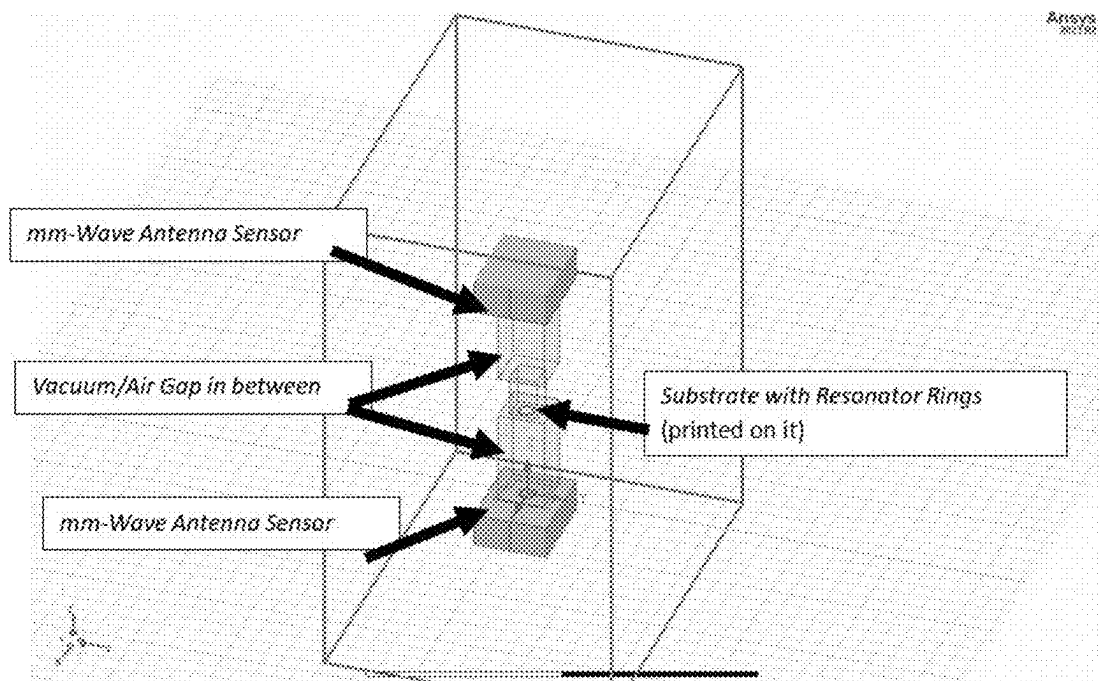 Ansys
mm-Wave Antenna Sensor
Vacuum/Air Gap in between
Substrate with Resonator Rings
(printed on it)
mm-Wave Antenna Sensor